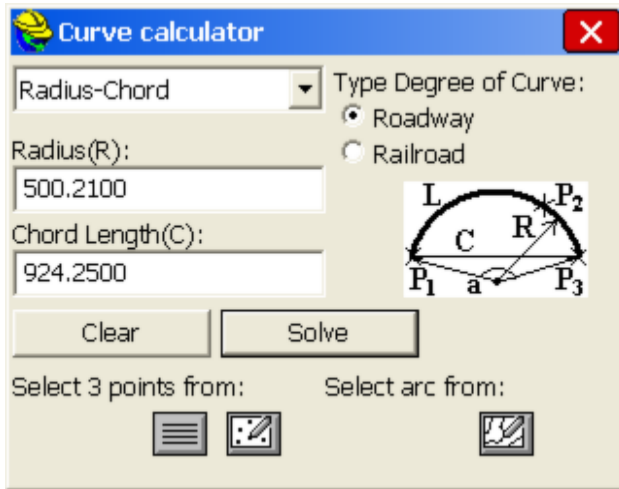 Curve calculator
Radius-Chord
Type Degree of Curve:
Roadway
Railroad
Radius(R):
500.2100
Chord Length(C):
924.2500
L
P2
R
C
P1
a
P3
Clear
Solve
Select 3 points from:
Select arc from: